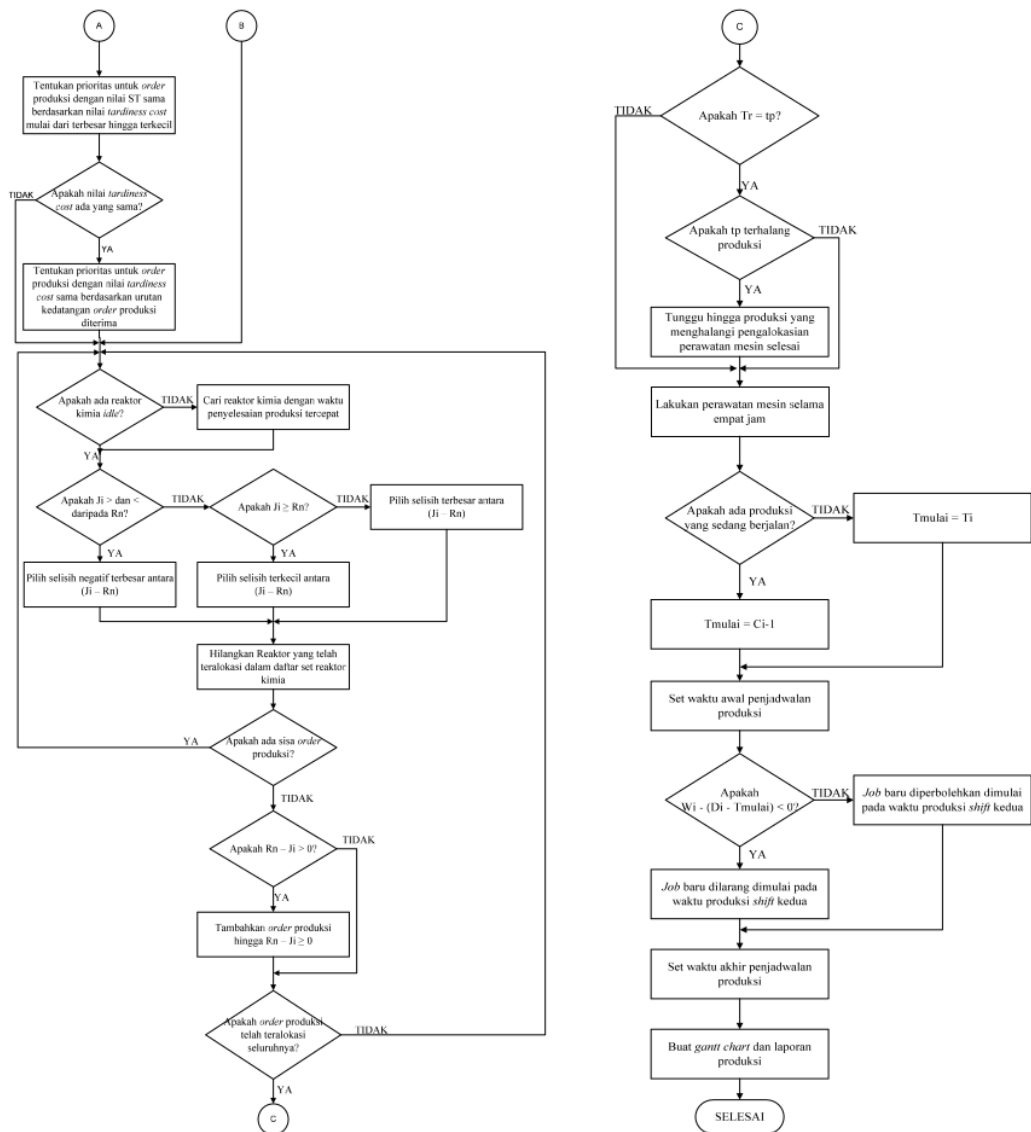 A
B
Tentukan prioritas untuk order
produksi dengan nilai ST sama
berdasarkan nilai tardiness cost
mulai dari terbesar hingga terkecil
TIDAK
Apakah nilai tardiness
cost ada yang sama?
YA
Tentukan prioritas untuk order
produksi dengan nilai tardiness
cost sama berdasarkan urutan
kedatangan order produksi
diterima
Apakah ada reaktor
kimia idle?
TIDAK
Cari reaktor kimia dengan waktu
penyelesaian produksi tercepat
YA
Apakah Ji > dan <
daripada Rn?
TIDAK
Apakah Ji ≥ Rn?
TIDAK
Pilih selisih terbesar antara
(Ji – Rn)
YA
YA
Pilih selisih negatif terbesar antara
(Ji – Rn)
Pilih selisih terkecil antara
(Ji – Rn)
Hilangkan Reaktor yang telah
teralokasi dalam daftar set reaktor
kimia
YA
Apakah ada sisa order
produksi?
TIDAK
Apakah Rn – Ji > 0?
TIDAK
YA
Tambahkan order produksi
hingga Rn – Ji ≥ 0
Apakah order produksi
telah teralokasi
seluruhnya?
TIDAK
YA
C
C
TIDAK
Apakah Tr = tp?
YA
Apakah tp terhalang
produksi
TIDAK
YA
Tunggu hingga produksi yang
menghalangi pengalokasian
perawatan mesin selesai
Lakukan perawatan mesin selama
empat jam
Apakah ada produksi
yang sedang berjalan?
TIDAK
Tmulai = Ti
YA
Tmulai = Ci-1
Set waktu awal penjadwalan
produksi
Apakah
Wi - (Di - Tmulai) < 0?
TIDAK
Job baru diperbolehkan dimulai
pada waktu produksi shift kedua
YA
Job baru dilarang dimulai pada
waktu produksi shift kedua
Set waktu akhir penjadwalan
produksi
Buat gantt chart dan laporan
produksi
SELESAI